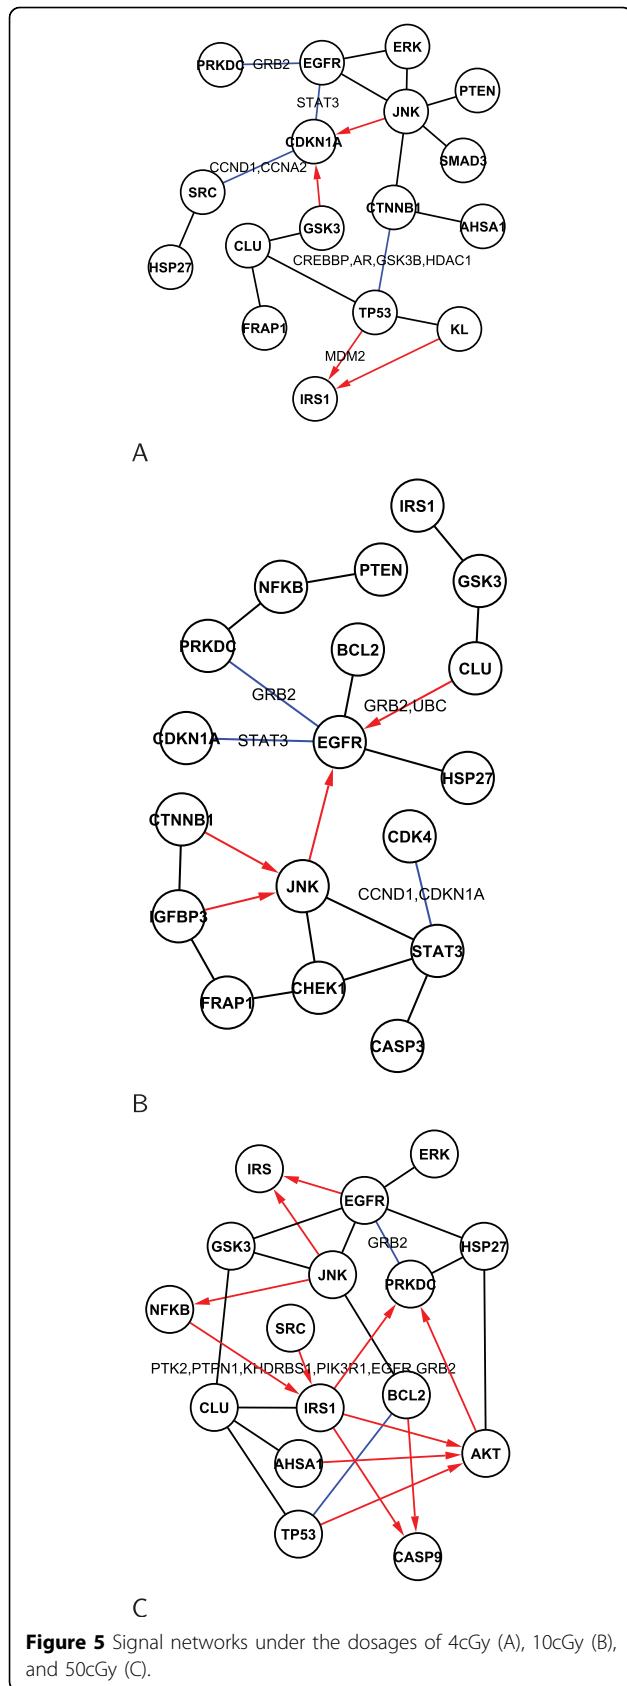 ERK
EGFR
PRKDC
GRB2
PTEN
STAT3
JNK
CDKN1A
SMAD3
CCND1,CCNA2
SRC
CTNNB1
GSK3
AHSA1
CLU
HSP27
CREBBP,AR,GSK3B,HDAC1
TP53
FRAP1
KL
MDM2
IRS1
A
IRS1
PTEN
GSK3
NFKB
PRKDC
BCL2
CLU
GRB2
GRB2,UBC
CDKN1A
STAT3
EGFR
HSP27
CTNNB1
CDK4
JNK
CCND1,CDKN1A
IGFBP3
STAT3
CHEK1
FRAP1
CASP3
B
ERK
IRS
EGFR
GSK3
GRB2
HSP27
JNK
PRKDC
NFKB
SRC
PTK2,PTPN1,KHDRBS1,PIK3R1,EGFR,GRB2
CLU
IRS1
BCL2
AHSA1
AKT
TP53
CASP9
C
Figure 5 Signal networks under the dosages of 4cGy (A), 10cGy (B),
and 50cGy (C).